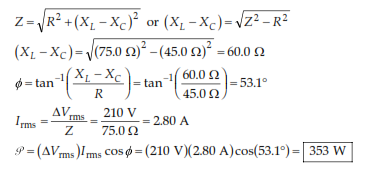 Z = √R² + (X_L − X_C)² or (X_L − X_C) = √Z² − R²
(X_L − X_C) = √(75.0 Ω)² − (45.0 Ω)² = 60.0 Ω
ϕ = tan⁻¹((X_L − X_C)/R) = tan⁻¹(60.0 Ω/45.0 Ω) = 53.1°
I_rms = ΔV_rms/Z = 210 V/75.0 Ω = 2.80 A
𝒫 = (ΔV_rms)I_rms cos ϕ = (210 V)(2.80 A)cos(53.1°) = 353 W